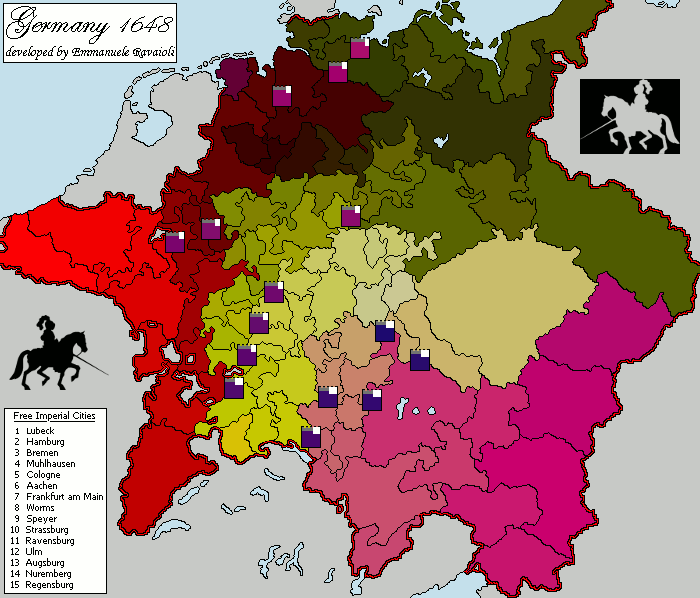 Germany 1648
developed by Emmanuele Ravaioli
Free Imperial Cities
1 Lubeck
2 Hamburg
3 Bremen
4 Muhlhausen
5 Cologne
6 Aachen
7 Frankfurt am Main
8 Worms
9 Speyer
10 Strassburg
11 Ravensburg
12 Ulm
13 Augsburg
14 Nuremberg
15 Regensburg